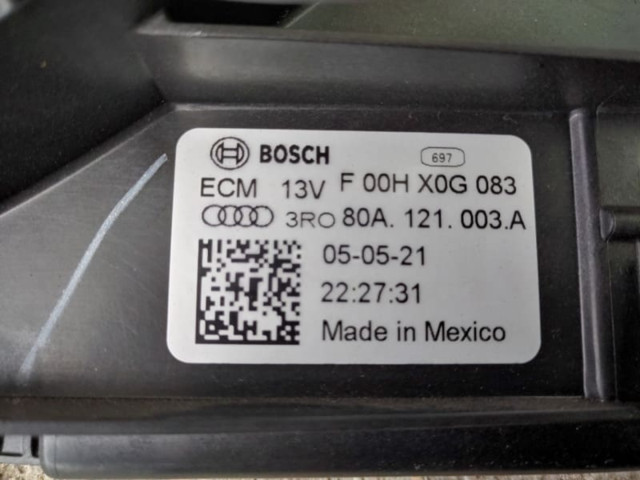 BOSCH 697
ECM 13V F 00H X0G 083
3RO 80A. 121. 003.A
05-05-21
22:27:31
Made in Mexico